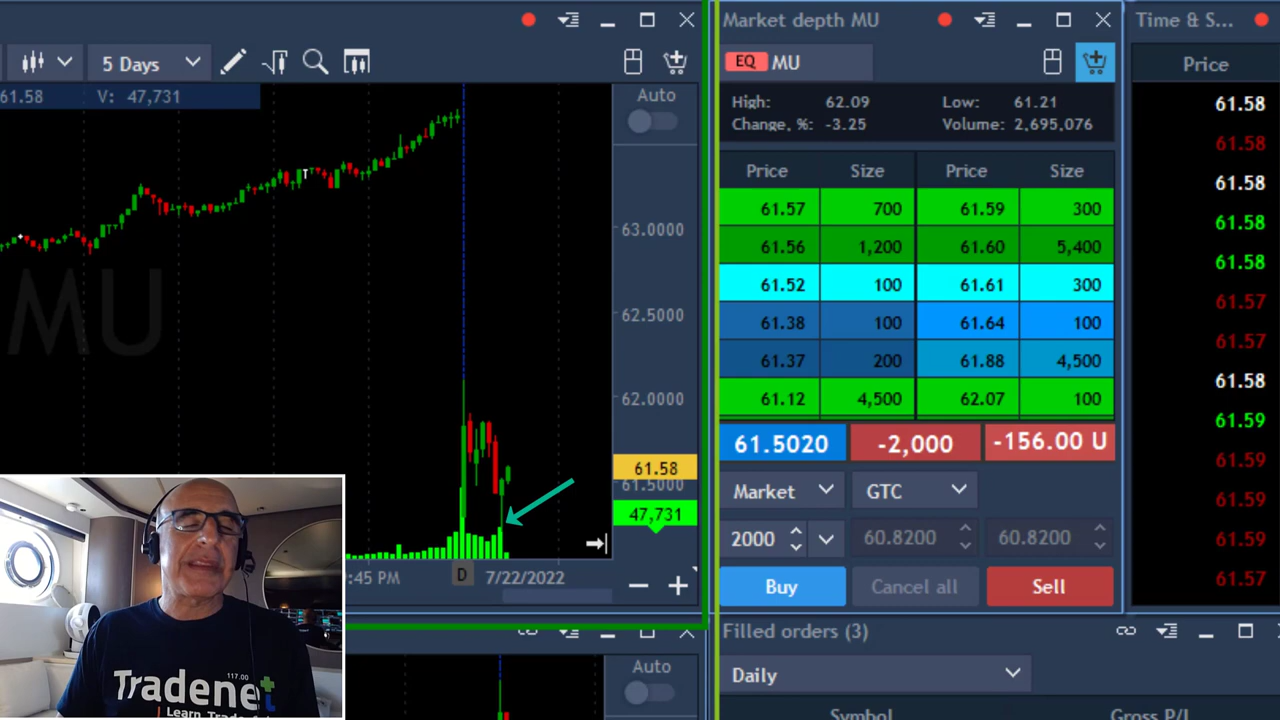 5 Days
61.58 V: 47,731
Auto
63.0000
62.5000
62.0000
61.58
61.5000
47,731
MU
:45 PM
D
7/22/2022
Auto
Market depth MU
EQ MU
High: 62.09 Low: 61.21
Change, %: -3.25 Volume: 2,695,076
Price Size Price Size
61.57 700 61.59 300
61.56 1,200 61.60 5,400
61.52 100 61.61 300
61.38 100 61.64 100
61.37 200 61.88 4,500
61.12 4,500 62.07 100
61.5020 -2,000 -156.00 U
Market GTC
2000 60.8200 60.8200
Buy Cancel all Sell
Filled orders (3)
Daily
Symbol Gross P/L
Time & S...
Price
61.58
61.58
61.58
61.58
61.58
61.57
61.57
61.58
61.59
61.59
61.59
61.59
61.57
117.00
Tradenet
Learn. Trade.